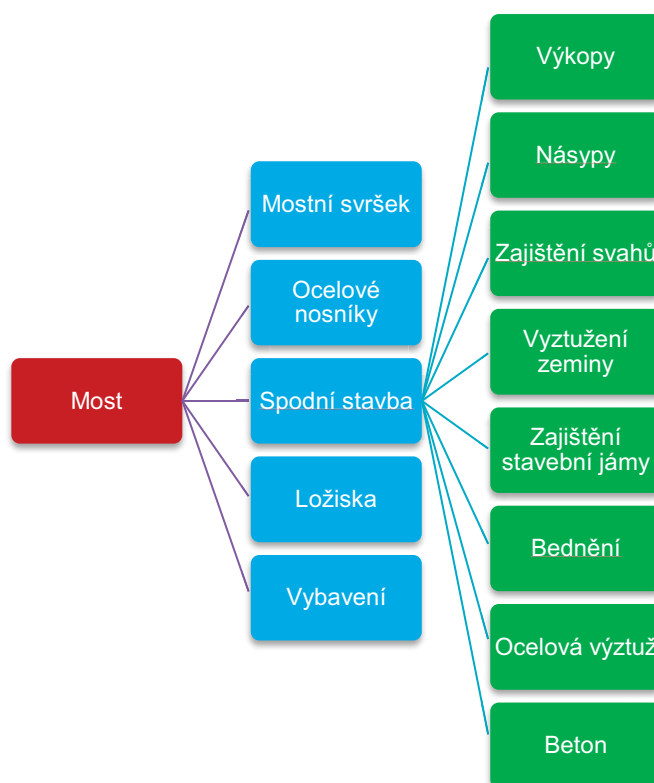 Most
Mostní svršek
Ocelové
nosníky
Spodní stavba
Ložiska
Vybavení
Výkopy
Násypy
Zajištění svahů
Vyztužení
zeminy
Zajištění
stavební jámy
Bednění
Ocelová výztuž
Beton